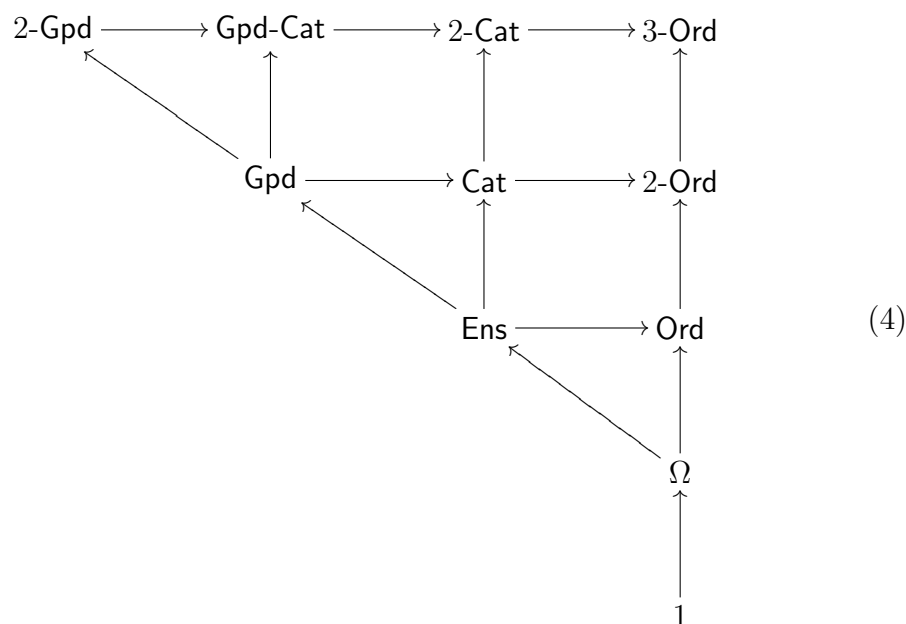 2-Gpd Gpd-Cat 2-Cat 3-Ord
Gpd Cat 2-Ord
Ens Ord (4)
Ω
1